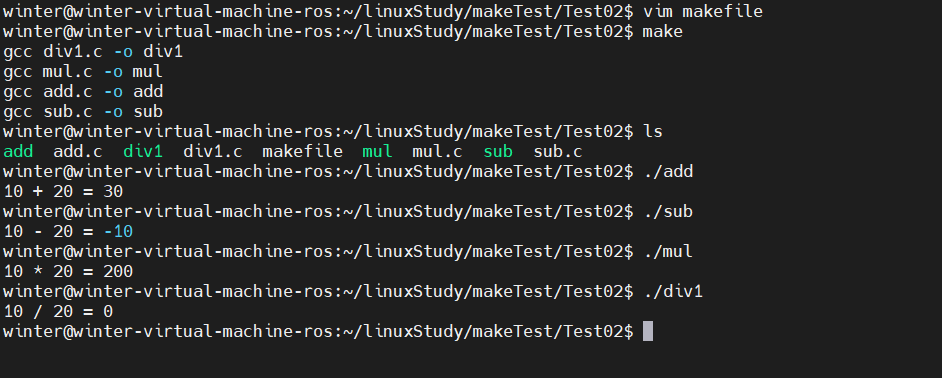 winter@winter-virtual-machine-ros:~/linuxStudy/makeTest/Test02$ vim makefile
winter@winter-virtual-machine-ros:~/linuxStudy/makeTest/Test02$ make
gcc div1.c -o div1
gcc mul.c -o mul
gcc add.c -o add
gcc sub.c -o sub
winter@winter-virtual-machine-ros:~/linuxStudy/makeTest/Test02$ ls
add  add.c  div1  div1.c  makefile  mul  mul.c  sub  sub.c
winter@winter-virtual-machine-ros:~/linuxStudy/makeTest/Test02$ ./add
10 + 20 = 30
winter@winter-virtual-machine-ros:~/linuxStudy/makeTest/Test02$ ./sub
10 - 20 = -10
winter@winter-virtual-machine-ros:~/linuxStudy/makeTest/Test02$ ./mul
10 * 20 = 200
winter@winter-virtual-machine-ros:~/linuxStudy/makeTest/Test02$ ./div1
10 / 20 = 0
winter@winter-virtual-machine-ros:~/linuxStudy/makeTest/Test02$